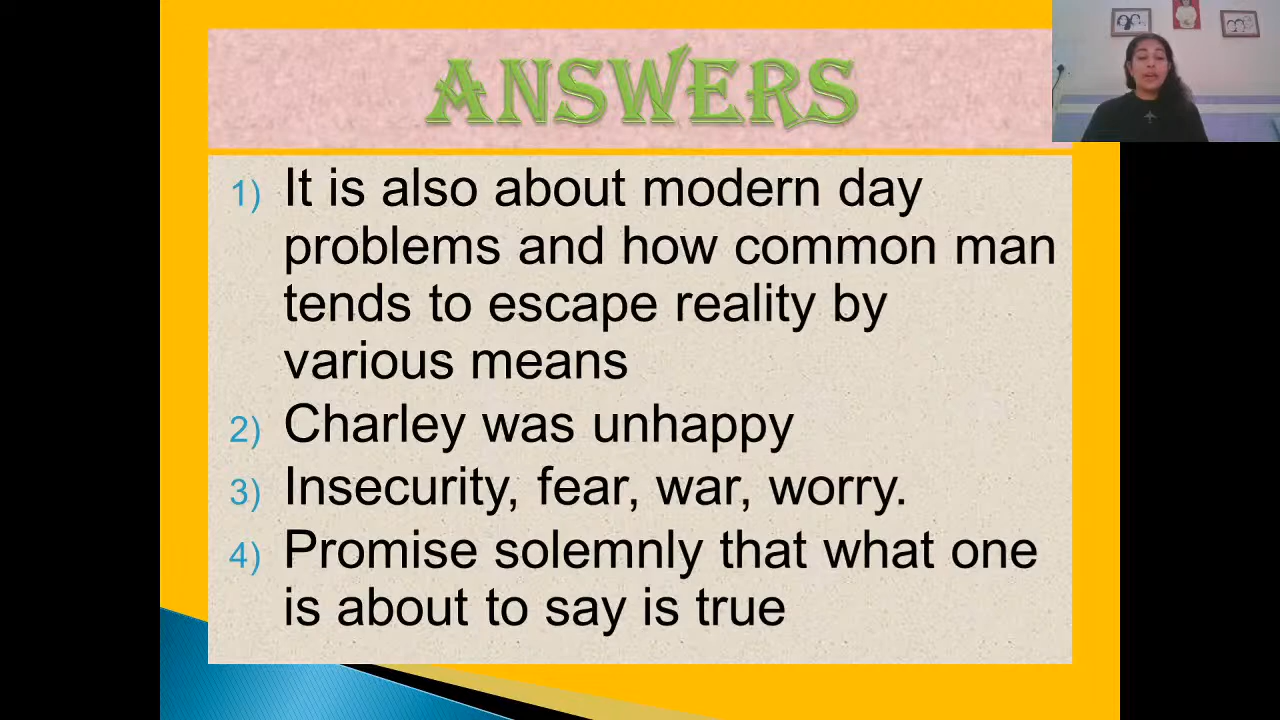 ANSWERS
1) It is also about modern day
problems and how common man
tends to escape reality by
various means
2) Charley was unhappy
3) Insecurity, fear, war, worry.
4) Promise solemnly that what one
is about to say is true